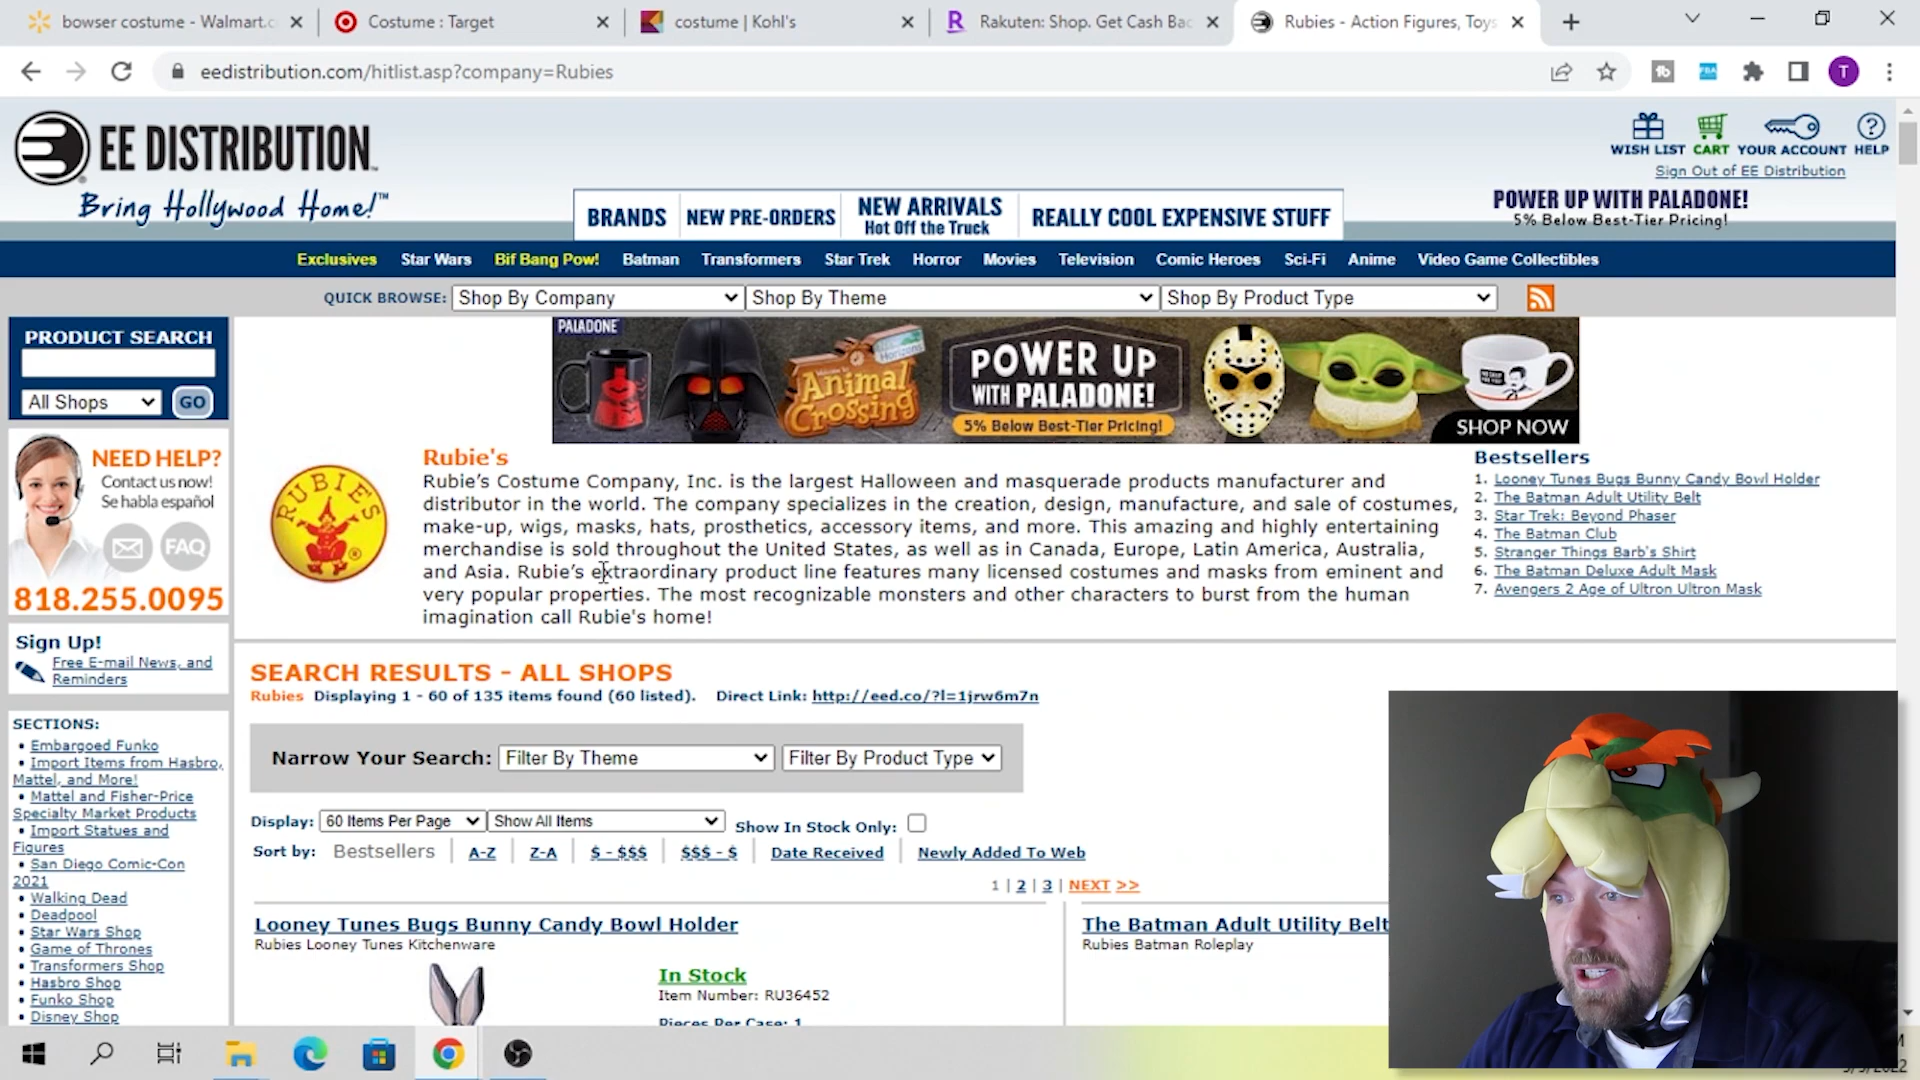 bowser costume - Walmart.c
Costume : Target
costume | Kohl's
Rakuten: Shop. Get Cash Bac
Rubies - Action Figures, Toys
eedistribution.com/hitlist.asp?company=Rubies
T
EE DISTRIBUTION
Bring Hollywood Home!™
WISH LIST CART YOUR ACCOUNT HELP
Sign Out of EE Distribution
POWER UP WITH PALADONE!
5% Below Best-Tier Pricing!
BRANDS
NEW PRE-ORDERS
NEW ARRIVALS
Hot Off the Truck
REALLY COOL EXPENSIVE STUFF
Exclusives Star Wars Bif Bang Pow! Batman Transformers Star Trek Horror Movies Television Comic Heroes Sci-Fi Anime Video Game Collectibles
QUICK BROWSE: Shop By Company Shop By Theme Shop By Product Type
PRODUCT SEARCH
All Shops GO
NEED HELP?
Contact us now!
Se habla español
FAQ
818.255.0095
Sign Up!
Free E-mail News, and
Reminders
SECTIONS:
• Embargoed Funko
• Import Items from Hasbro,
Mattel, and More!
• Mattel and Fisher-Price
Specialty Market Products
• Import Statues and
Figures
• San Diego Comic-Con
2021
• Walking Dead
• Deadpool
• Star Wars Shop
• Game of Thrones
• Transformers Shop
• Hasbro Shop
• Funko Shop
• Disney Shop
PALADONE
Animal
Crossing
Horizons
POWER UP
WITH PALADONE!
5% Below Best-Tier Pricing!
SHOP NOW
RUBIE'S
Rubie's
Rubie's Costume Company, Inc. is the largest Halloween and masquerade products manufacturer and
distributor in the world. The company specializes in the creation, design, manufacture, and sale of costumes,
make-up, wigs, masks, hats, prosthetics, accessory items, and more. This amazing and highly entertaining
merchandise is sold throughout the United States, as well as in Canada, Europe, Latin America, Australia,
and Asia. Rubie's extraordinary product line features many licensed costumes and masks from eminent and
very popular properties. The most recognizable monsters and other characters to burst from the human
imagination call Rubie's home!
Bestsellers
1. Looney Tunes Bugs Bunny Candy Bowl Holder
2. The Batman Adult Utility Belt
3. Star Trek: Beyond Phaser
4. The Batman Club
5. Stranger Things Barb's Shirt
6. The Batman Deluxe Adult Mask
7. Avengers 2 Age of Ultron Ultron Mask
SEARCH RESULTS - ALL SHOPS
Rubies Displaying 1 - 60 of 135 items found (60 listed). Direct Link: http://eed.co/?l=1jrw6m7n
Narrow Your Search: Filter By Theme Filter By Product Type
Display: 60 Items Per Page Show All Items Show In Stock Only:
Sort by: Bestsellers | A-Z | Z-A | $ - $$$ | $$$ - $ | Date Received | Newly Added To Web
1 | 2 | 3 | NEXT >>
Looney Tunes Bugs Bunny Candy Bowl Holder
Rubies Looney Tunes Kitchenware
In Stock
Item Number: RU36452
Pieces Per Case: 1
The Batman Adult Utility Belt
Rubies Batman Roleplay